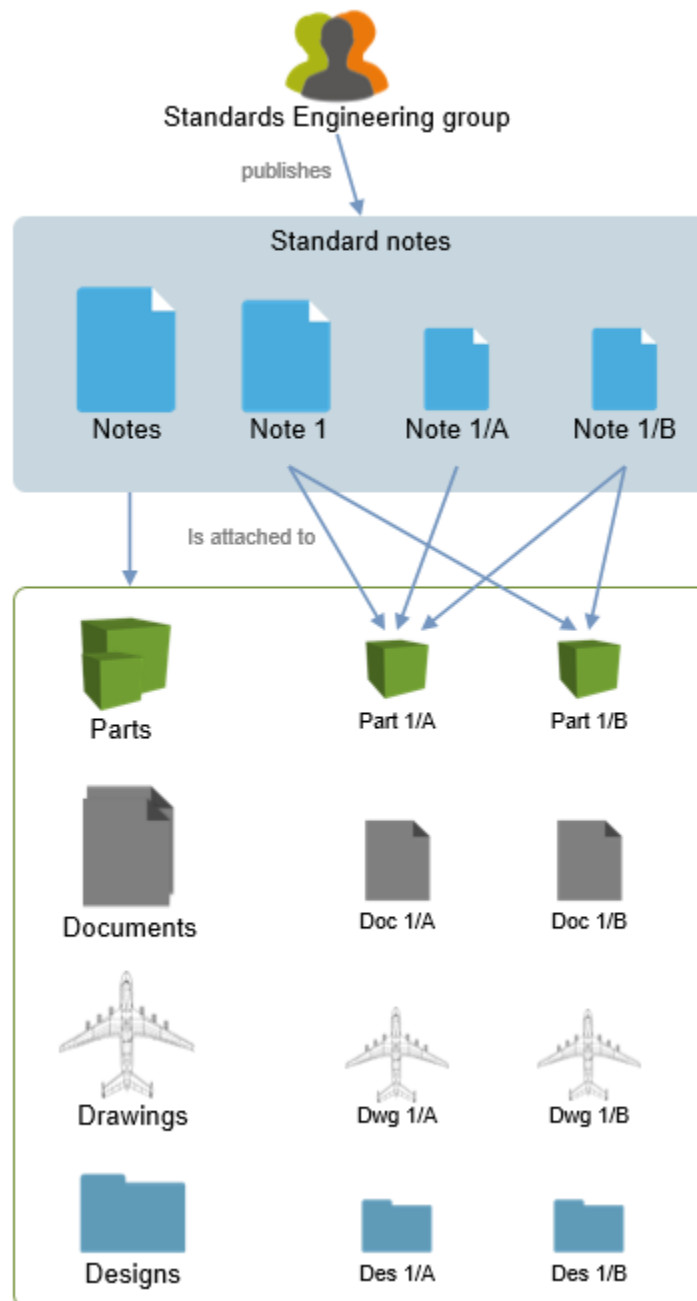 Standards Engineering group
publishes
Standard notes
Notes
Note 1
Note 1/A
Note 1/B
Is attached to
Parts
Part 1/A
Part 1/B
Documents
Doc 1/A
Doc 1/B
Drawings
Dwg 1/A
Dwg 1/B
Designs
Des 1/A
Des 1/B